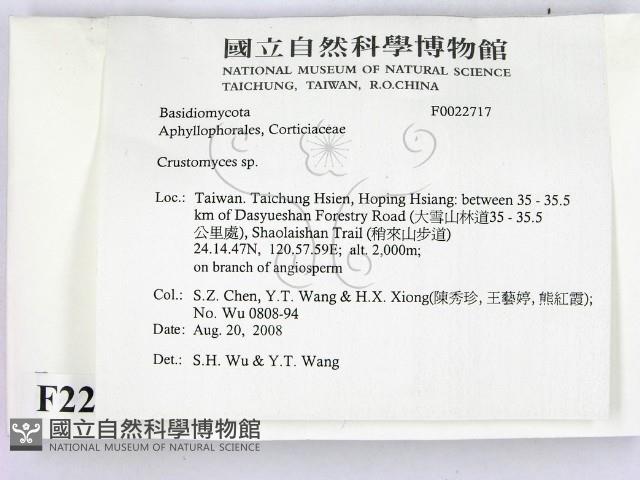 國立自然科學博物館
NATIONAL MUSEUM OF NATURAL SCIENCE
TAICHUNG, TAIWAN, R.O.CHINA
Basidiomycota F0022717
Aphyllophorales, Corticiaceae
Crustomyces sp.
Loc.: Taiwan. Taichung Hsien, Hoping Hsiang: between 35 - 35.5
km of Dasyueshan Forestry Road (大雪山林道35 - 35.5
公里處), Shaolaishan Trail (稍來山步道)
24.14.47N, 120.57.59E; alt. 2,000m;
on branch of angiosperm
Col.: S.Z. Chen, Y.T. Wang & H.X. Xiong(陳秀珍, 王藝婷, 熊紅霞);
No. Wu 0808-94
Date: Aug. 20, 2008
Det.: S.H. Wu & Y.T. Wang
F22
國立自然科學博物館
NATIONAL MUSEUM OF NATURAL SCIENCE